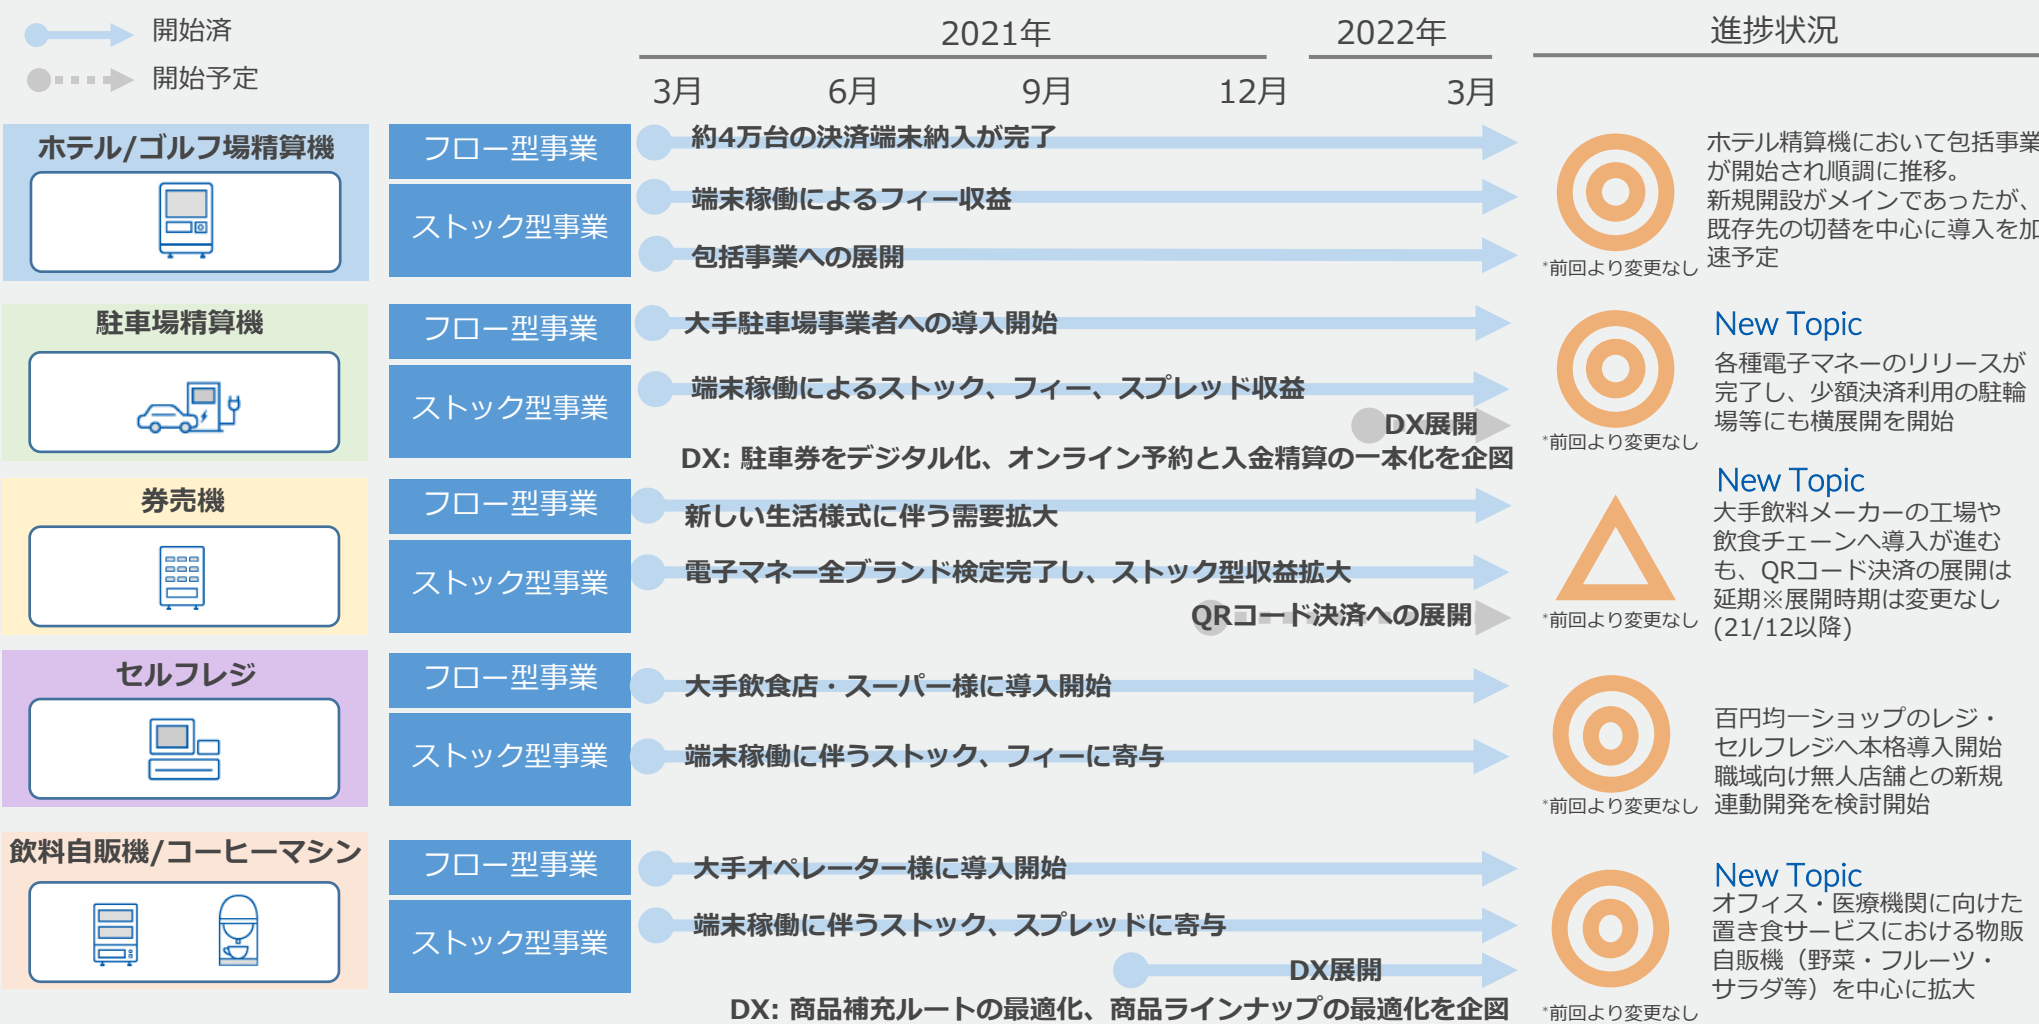 開始済
開始予定
2021年
2022年
進捗状況
3月
6月
9月
12月
3月
ホテル/ゴルフ場精算機
フロー型事業
ストック型事業
約4万台の決済端末納入が完了
端末稼働によるフィー収益
包括事業への展開
*前回より変更なし
ホテル精算機において包括事業
が開始され順調に推移。
新規開設がメインであったが、
既存先の切替を中心に導入を加
速予定
駐車場精算機
フロー型事業
ストック型事業
大手駐車場事業者への導入開始
端末稼働によるストック、フィー、スプレッド収益
DX展開
DX: 駐車券をデジタル化、オンライン予約と入金精算の一本化を企図
*前回より変更なし
New Topic
各種電子マネーのリリースが
完了し、少額決済利用の駐輪
場等にも横展開を開始
券売機
フロー型事業
ストック型事業
新しい生活様式に伴う需要拡大
電子マネー全ブランド検定完了し、ストック型収益拡大
QRコード決済への展開
*前回より変更なし
New Topic
大手飲料メーカーの工場や
飲食チェーンへ導入が進む
も、QRコード決済の展開は
延期※展開時期は変更なし
(21/12以降)
セルフレジ
フロー型事業
ストック型事業
大手飲食店・スーパー様に導入開始
端末稼働に伴うストック、フィーに寄与
*前回より変更なし
百円均一ショップのレジ・
セルフレジへ本格導入開始
職域向け無人店舗との新規
連動開発を検討開始
飲料自販機/コーヒーマシン
フロー型事業
ストック型事業
大手オペレーター様に導入開始
端末稼働に伴うストック、スプレッドに寄与
DX展開
DX: 商品補充ルートの最適化、商品ラインナップの最適化を企図
*前回より変更なし
New Topic
オフィス・医療機関に向けた
置き食サービスにおける物販
自販機（野菜・フルーツ・
サラダ等）を中心に拡大